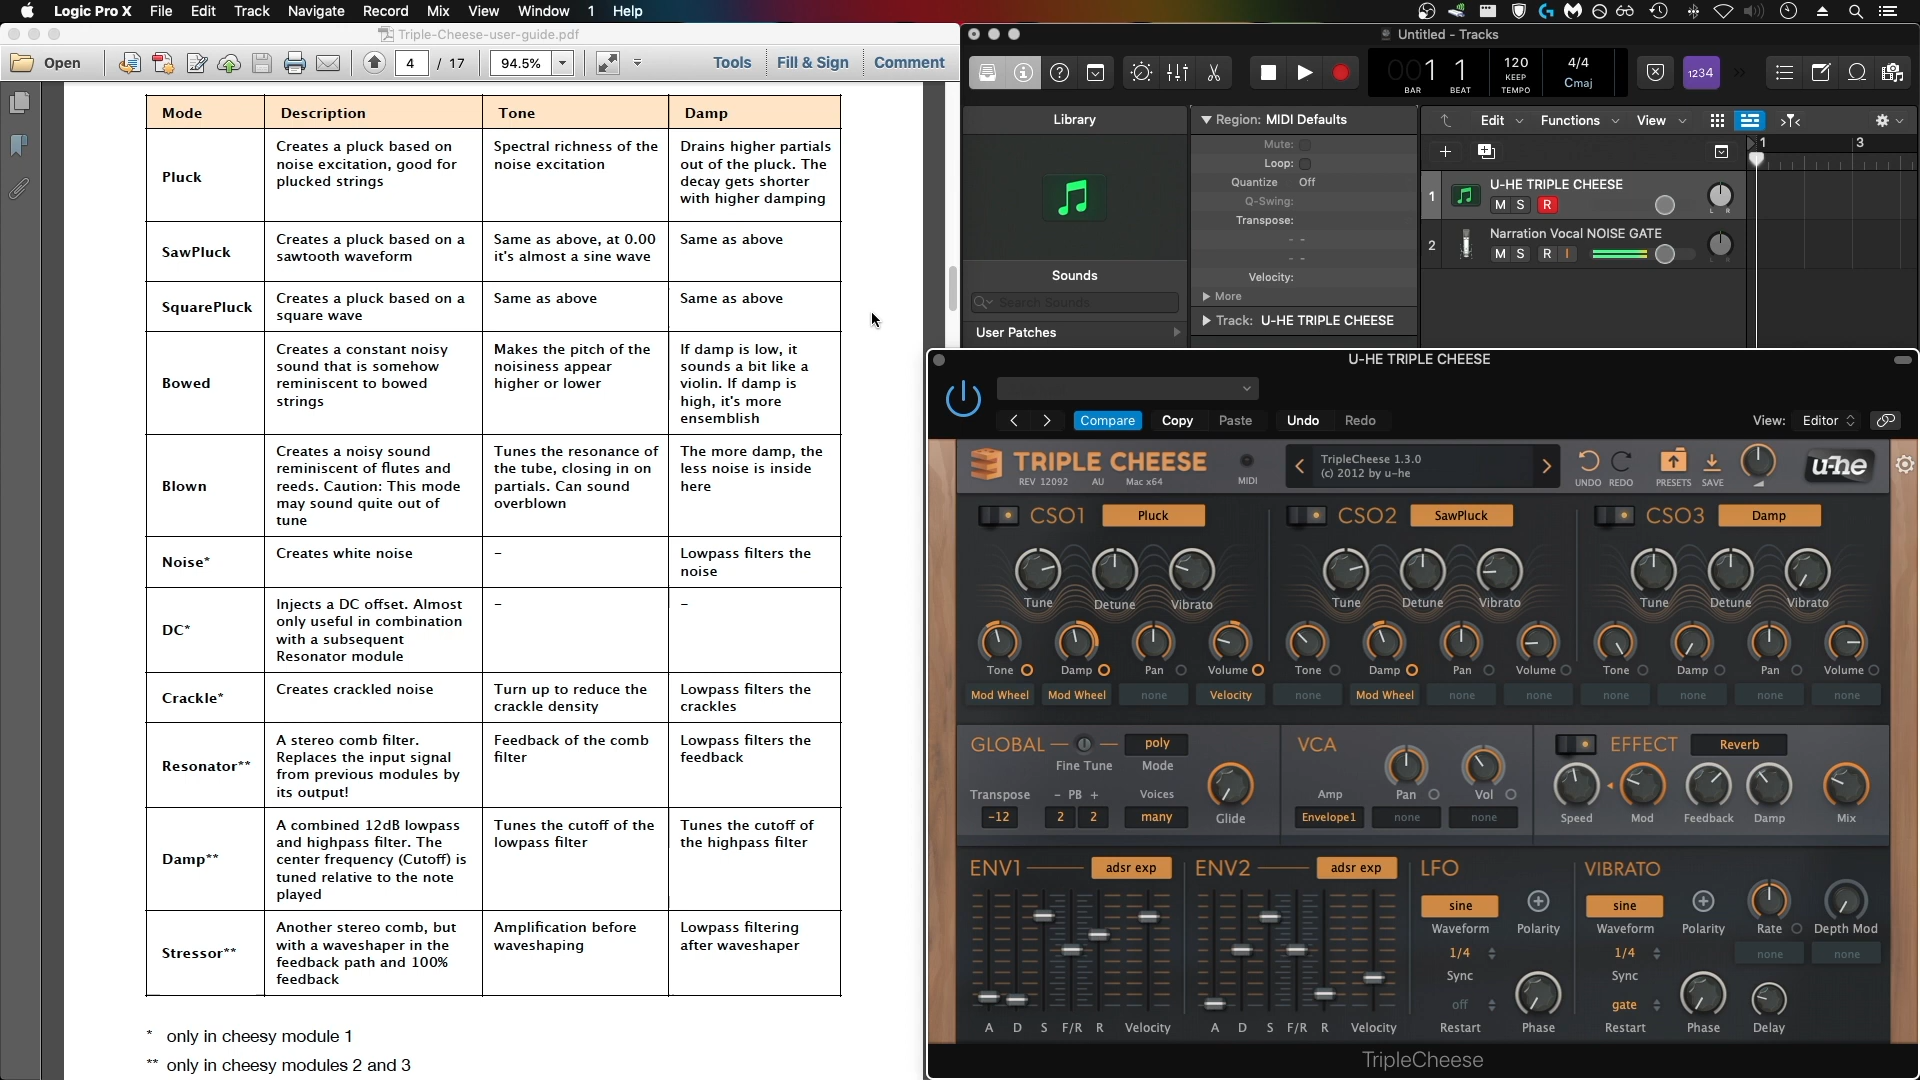 Logic Pro X File Edit Track Navigate Record Mix View Window 1 Help
Triple-Cheese-user-guide.pdf
Open 4 / 17 94.5% Tools Fill & Sign Comment
Mode Description Tone Damp
Pluck
Creates a pluck based on
noise excitation, good for
plucked strings
Spectral richness of the
noise excitation
Drains higher partials
out of the pluck. The
decay gets shorter
with higher damping
SawPluck
Creates a pluck based on a
sawtooth waveform
Same as above, at 0.00
it's almost a sine wave
Same as above
SquarePluck
Creates a pluck based on a
square wave
Same as above
Same as above
Bowed
Creates a constant noisy
sound that is somehow
reminiscent to bowed
strings
Makes the pitch of the
noisiness appear
higher or lower
If damp is low, it
sounds a bit like a
violin. If damp is
high, it's more
ensemblish
Blown
Creates a noisy sound
reminiscent of flutes and
reeds. Caution: This mode
may sound quite out of
tune
Tunes the resonance of
the tube, closing in on
partials. Can sound
overblown
The more damp, the
less noise is inside
here
Noise*
Creates white noise
–
Lowpass filters the
noise
DC*
Injects a DC offset. Almost
only useful in combination
with a subsequent
Resonator module
–
–
Crackle*
Creates crackled noise
Turn up to reduce the
crackle density
Lowpass filters the
crackles
Resonator**
A stereo comb filter.
Replaces the input signal
from previous modules by
its output!
Feedback of the comb
filter
Lowpass filters the
feedback
Damp**
A combined 12dB lowpass
and highpass filter. The
center frequency (Cutoff) is
tuned relative to the note
played
Tunes the cutoff of the
lowpass filter
Tunes the cutoff of
the highpass filter
Stressor**
Another stereo comb, but
with a waveshaper in the
feedback path and 100%
feedback
Amplification before
waveshaping
Lowpass filtering
after waveshaper
* only in cheesy module 1
** only in cheesy modules 2 and 3
Untitled - Tracks
001 1 120 4/4
KEEP Cmaj
BAR BEAT TEMPO
1234
Library
Sounds
Search Sounds
User Patches
Region: MIDI Defaults
Mute:
Loop:
Quantize Off
Q-Swing:
Transpose:
- -
- -
Velocity:
More
Track: U-HE TRIPLE CHEESE
Edit Functions View
1 3
1 U-HE TRIPLE CHEESE
M S R L R
2 Narration Vocal NOISE GATE
M S R I
U-HE TRIPLE CHEESE
Compare Copy Paste Undo Redo View: Editor
TRIPLE CHEESE
REV 12092 AU Mac x64
MIDI
TripleCheese 1.3.0
(c) 2012 by u-he
UNDO REDO PRESETS SAVE
u-he
CSO1 Pluck CSO2 SawPluck CSO3 Damp
Tune Detune Vibrato Tune Detune Vibrato Tune Detune Vibrato
Tone Damp Pan Volume Tone Damp Pan Volume Tone Damp Pan Volume
Mod Wheel Mod Wheel none Velocity none Mod Wheel none none none none none none
GLOBAL
Fine Tune
poly
Mode
Transpose - PB + Voices
-12 2 2 many Glide
VCA
Amp Pan Vol
Envelope1 none none
EFFECT Reverb
Speed Mod Feedback Damp Mix
ENV1 adsr exp
A D S F/R R Velocity
ENV2 adsr exp
A D S F/R R Velocity
LFO
sine
Waveform Polarity
1/4
Sync
off
Restart Phase
VIBRATO
sine
Waveform Polarity Rate Depth Mod
1/4 none none
Sync
gate
Restart Phase Delay
TripleCheese